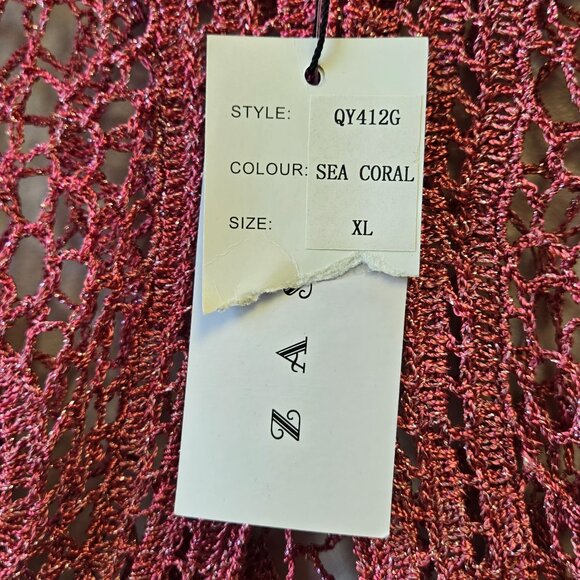 STYLE: QY412G
COLOUR: SEA CORAL
SIZE: XL
Z A